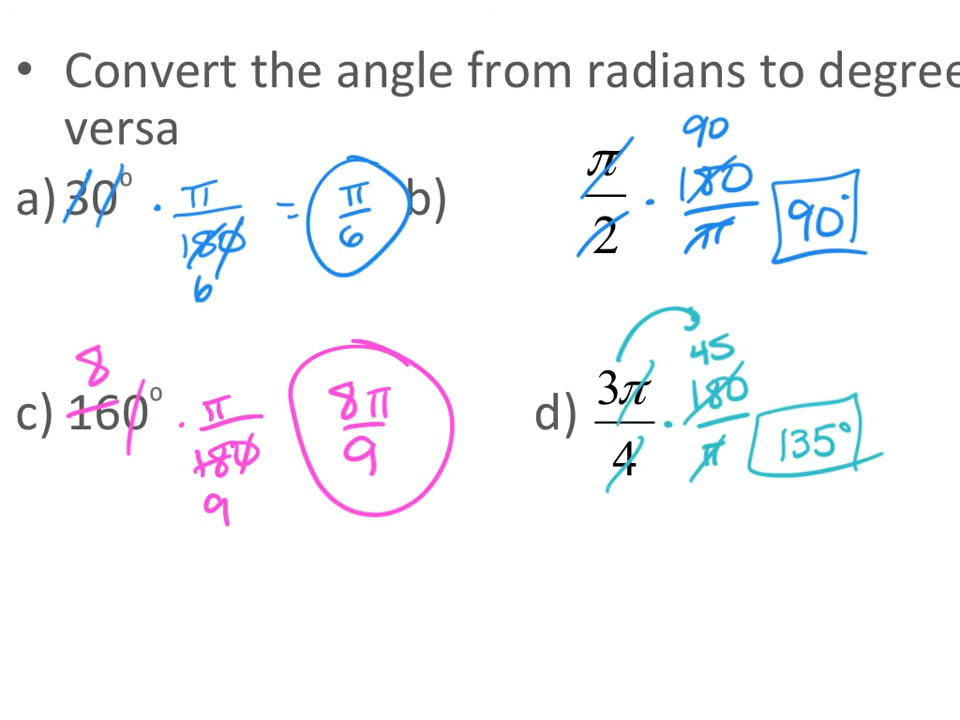 • Convert the angle from radians to degree
versa
a) 30° · π/180 6 = π/6
b) π/2 · 180/π 90 90°
c) 160° 8 · π/180 9 8π/9
d) 3π/4 · 180/π 45 135°